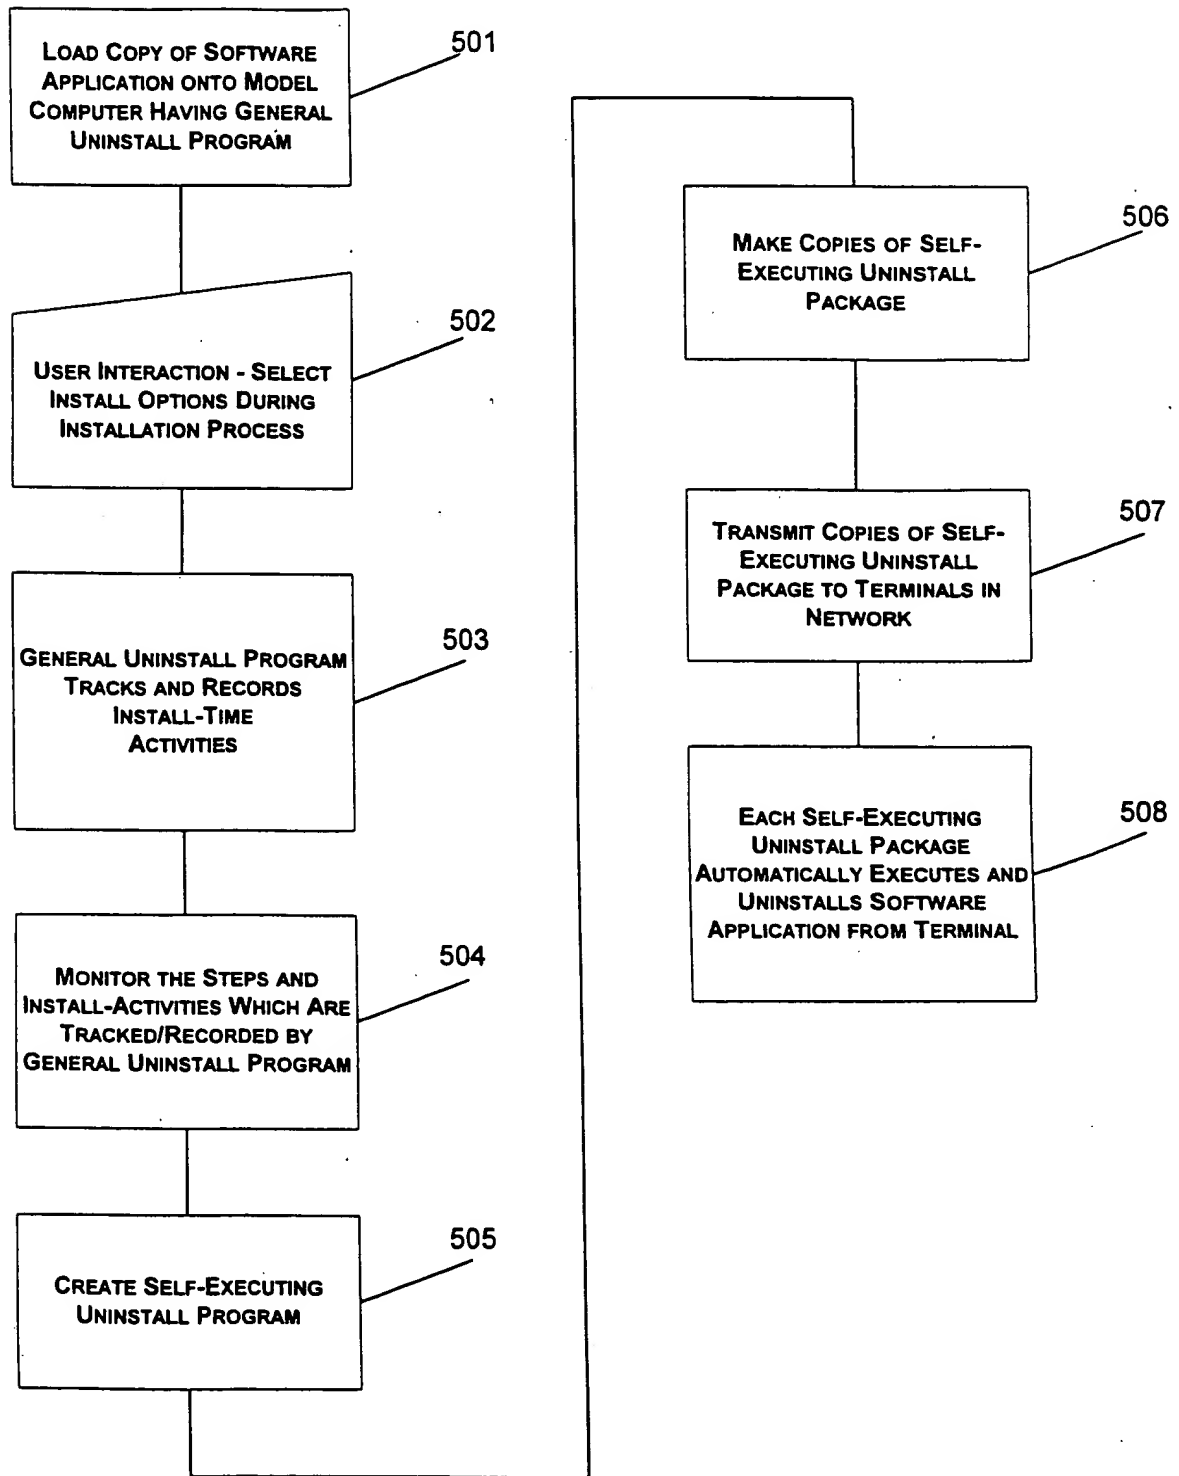 LOAD COPY OF SOFTWARE
APPLICATION ONTO MODEL
COMPUTER HAVING GENERAL
UNINSTALL PROGRAM
501
USER INTERACTION - SELECT
INSTALL OPTIONS DURING
INSTALLATION PROCESS
502
GENERAL UNINSTALL PROGRAM
TRACKS AND RECORDS
INSTALL-TIME
ACTIVITIES
503
MONITOR THE STEPS AND
INSTALL-ACTIVITIES WHICH ARE
TRACKED/RECORDED BY
GENERAL UNINSTALL PROGRAM
504
CREATE SELF-EXECUTING
UNINSTALL PROGRAM
505
MAKE COPIES OF SELF-
EXECUTING UNINSTALL
PACKAGE
506
TRANSMIT COPIES OF SELF-
EXECUTING UNINSTALL
PACKAGE TO TERMINALS IN
NETWORK
507
EACH SELF-EXECUTING
UNINSTALL PACKAGE
AUTOMATICALLY EXECUTES AND
UNINSTALLS SOFTWARE
APPLICATION FROM TERMINAL
508